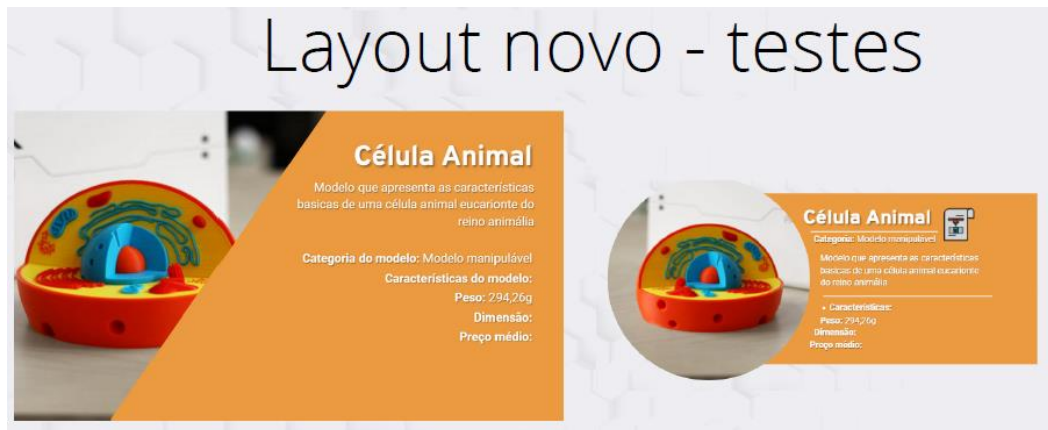 Layout novo - testes
Célula Animal
Modelo que apresenta as características
basicas de uma célula animal eucarionte do
reino animália
Categoria do modelo: Modelo manipulável
Características do modelo:
Peso: 294,26g
Dimensão:
Preço médio:
Célula Animal
Categoria: Modelo manipulável
Modelo que apresenta as características
basicas de uma célula animal eucarionte
do reino animália
• Características:
Peso: 294,26g
Dimensão:
Preço médio: